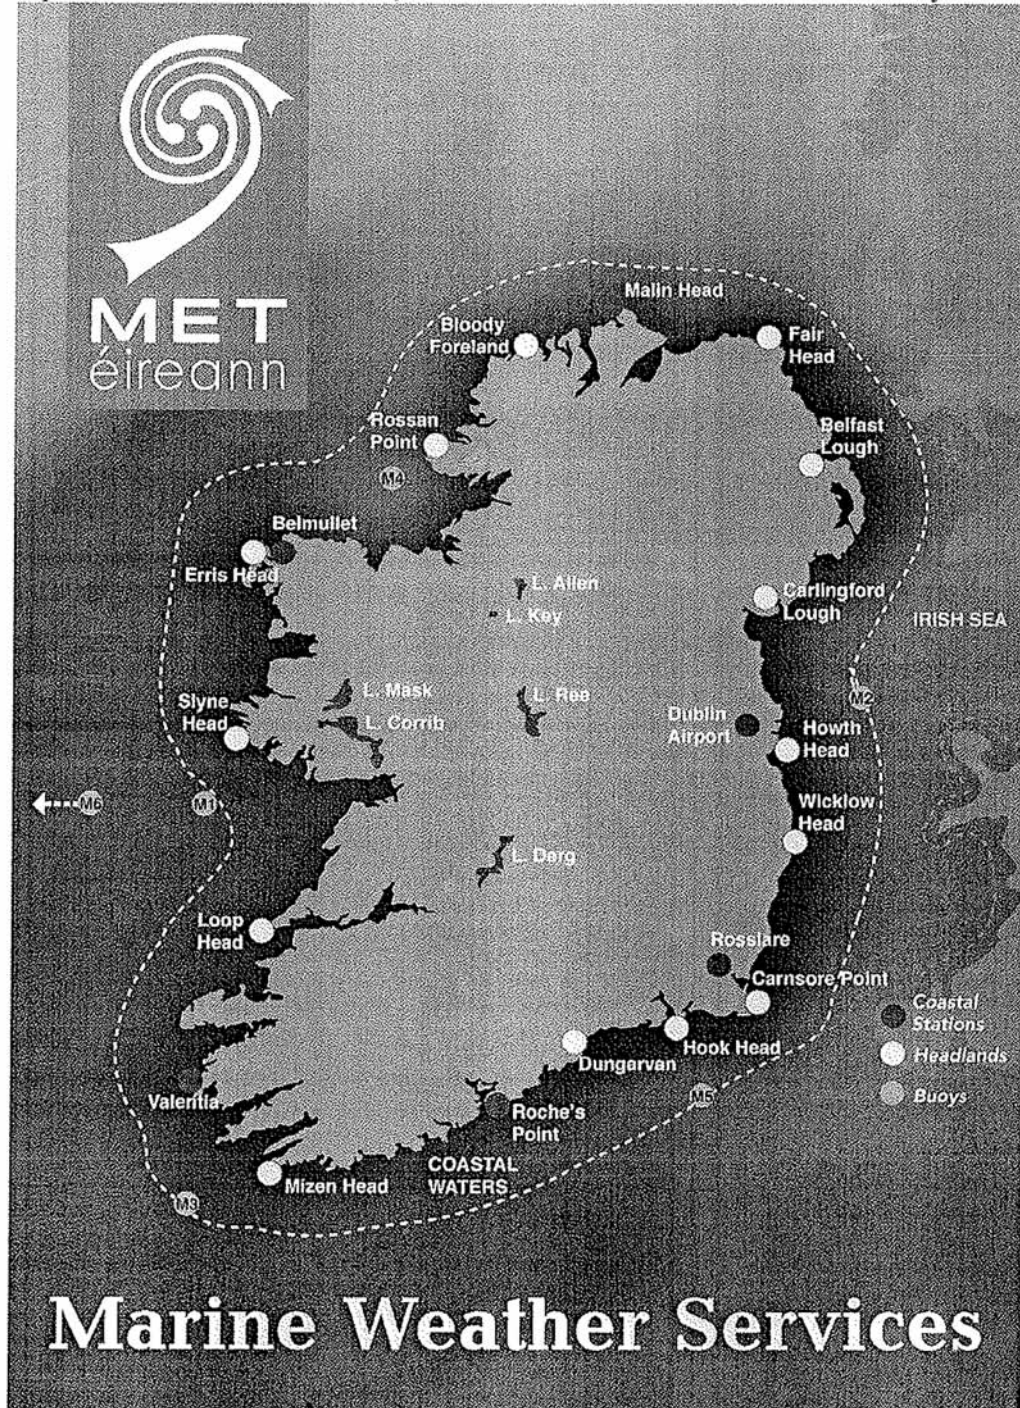 MET
éireann
Malin Head
Bloody
Foreland
Fair
Head
Rossan
Point
Belfast
Lough
M4
Belmullet
Erris Head
L. Allen
L. Key
Carlingford
Lough
IRISH SEA
L. Mask
L. Corrib
L. Ree
Slyne
Head
Dublin
Airport
M2
Howth
Head
M6
M1
Wicklow
Head
L. Derg
Loop
Head
Rosslare
Carnsore Point
Coastal
Stations
Hook Head
Headlands
Dungarvan
Valentia
Roche's
Point
M5
Buoys
COASTAL
WATERS
Mizen Head
M3
Marine Weather Services